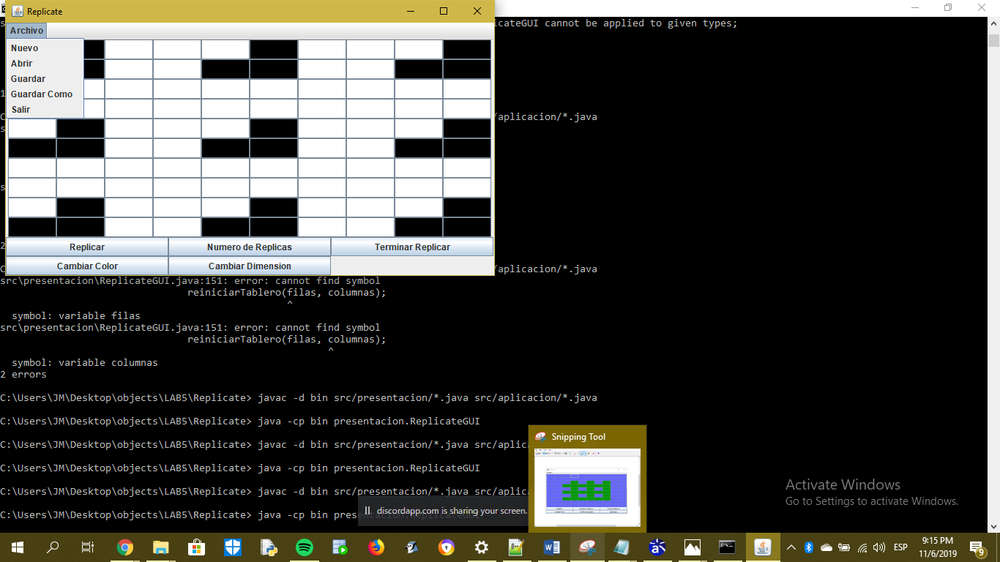 Replicate
Archivo
Nuevo
Abrir
Guardar
Guardar Como
Salir
Replicar
Numero de Replicas
Terminar Replicar
Cambiar Color
Cambiar Dimension
icateGUI cannot be applied to given types;
/aplicacion/*.java
/aplicacion/*.java
src\presentacion\ReplicateGUI.java:151: error: cannot find symbol
reiniciarTablero(filas, columnas);
^
symbol: variable filas
src\presentacion\ReplicateGUI.java:151: error: cannot find symbol
reiniciarTablero(filas, columnas);
^
symbol: variable columnas
2 errors
C:\Users\JM\Desktop\objects\LAB5\Replicate> javac -d bin src/presentacion/*.java src/aplicacion/*.java
C:\Users\JM\Desktop\objects\LAB5\Replicate> java -cp bin presentacion.ReplicateGUI
C:\Users\JM\Desktop\objects\LAB5\Replicate> javac -d bin src/presentacion/*.java src/aplica
C:\Users\JM\Desktop\objects\LAB5\Replicate> java -cp bin presentacion.ReplicateGUI
C:\Users\JM\Desktop\objects\LAB5\Replicate> javac -d bin src/presentacion/*.java src/aplica
C:\Users\JM\Desktop\objects\LAB5\Replicate> java -cp bin presentacion.ReplicateGUI
discordapp.com is sharing your screen.
Snipping Tool
Activate Windows
Go to Settings to activate Windows.
ESP
9:15 PM
11/6/2019
9